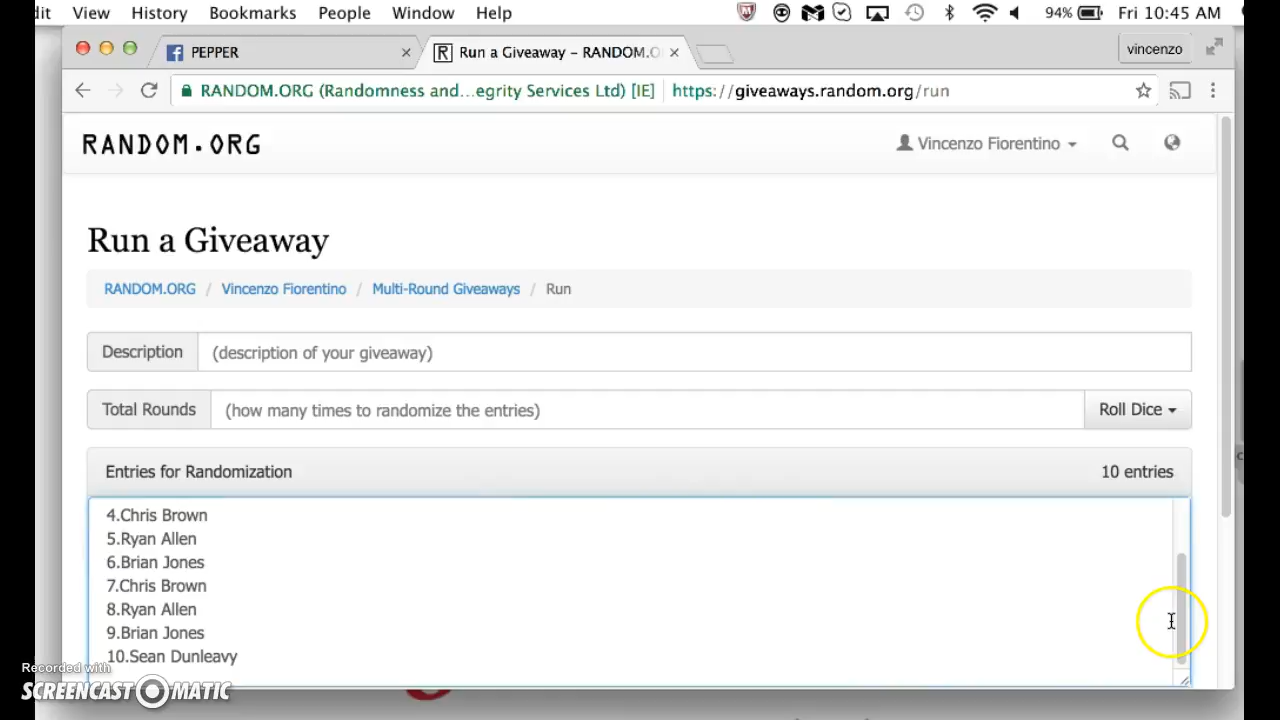 dit View History Bookmarks People Window Help 94% Fri 10:45 AM
PEPPER
Run a Giveaway – RANDOM.O
vincenzo
RANDOM.ORG (Randomness and...egrity Services Ltd) [IE] https://giveaways.random.org/run
RANDOM.ORG
Vincenzo Fiorentino
Run a Giveaway
RANDOM.ORG / Vincenzo Fiorentino / Multi-Round Giveaways / Run
Description (description of your giveaway)
Total Rounds (how many times to randomize the entries) Roll Dice
Entries for Randomization 10 entries
4.Chris Brown
5.Ryan Allen
6.Brian Jones
7.Chris Brown
8.Ryan Allen
9.Brian Jones
10.Sean Dunleavy
Recorded with
SCREENCAST-O-MATIC